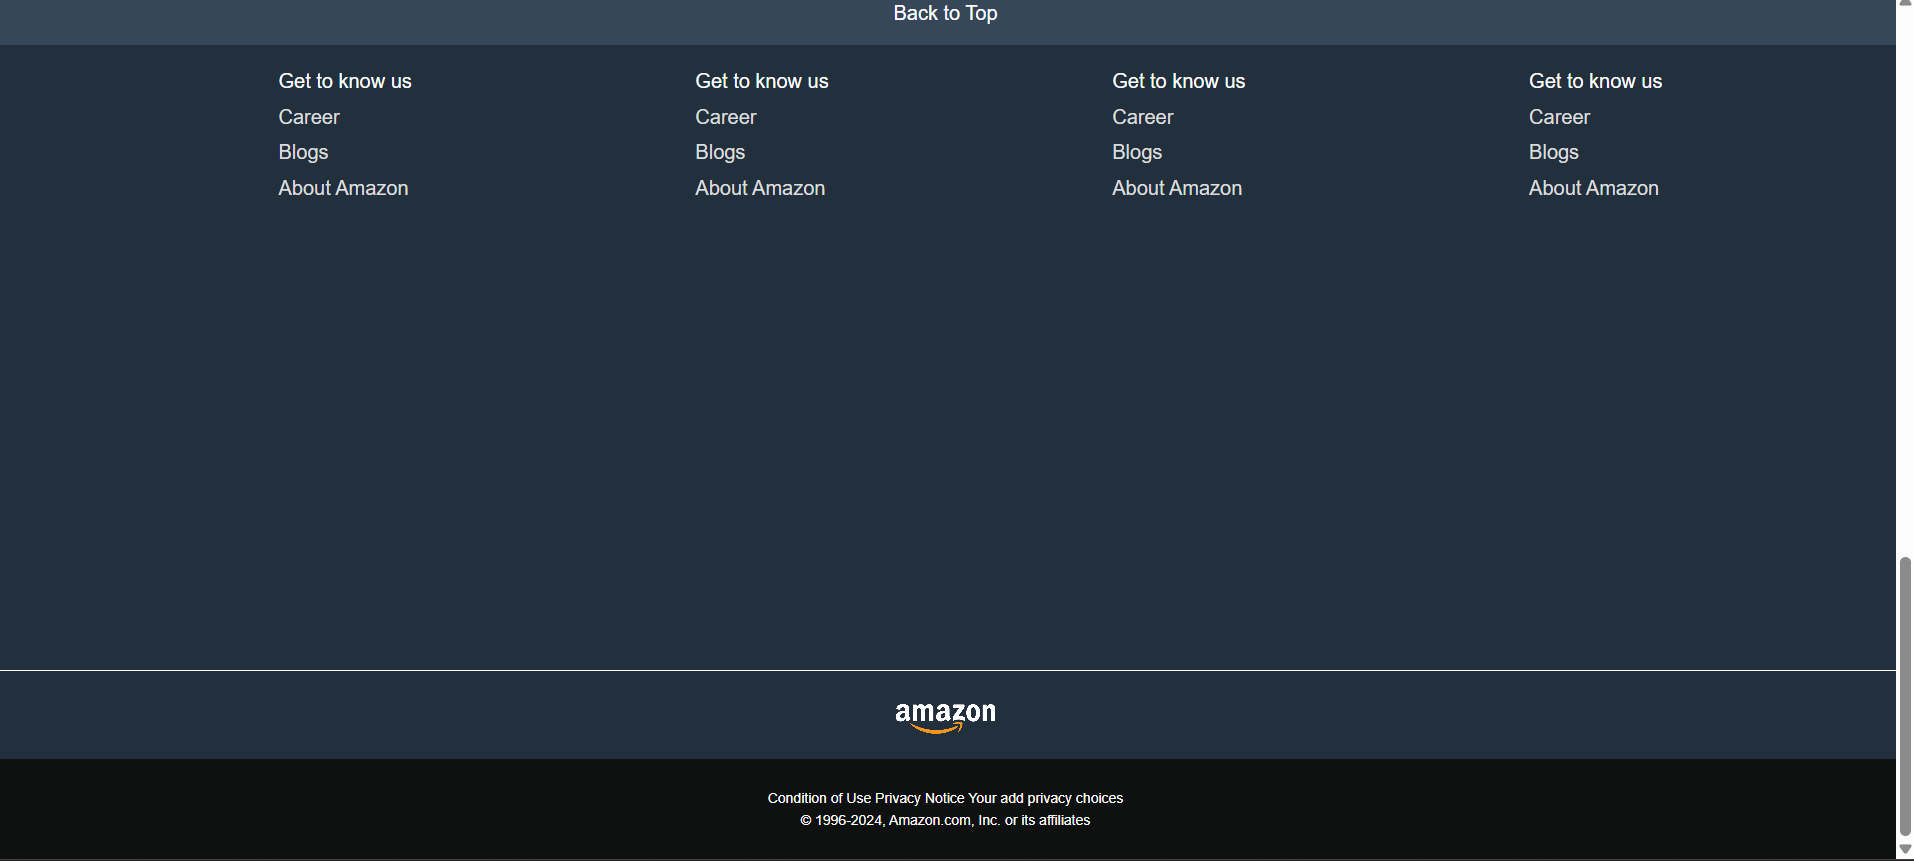 Back to Top
Get to know us
Career
Blogs
About Amazon
Get to know us
Career
Blogs
About Amazon
Get to know us
Career
Blogs
About Amazon
Get to know us
Career
Blogs
About Amazon
amazon
Condition of Use Privacy Notice Your add privacy choices
© 1996-2024, Amazon.com, Inc. or its affiliates